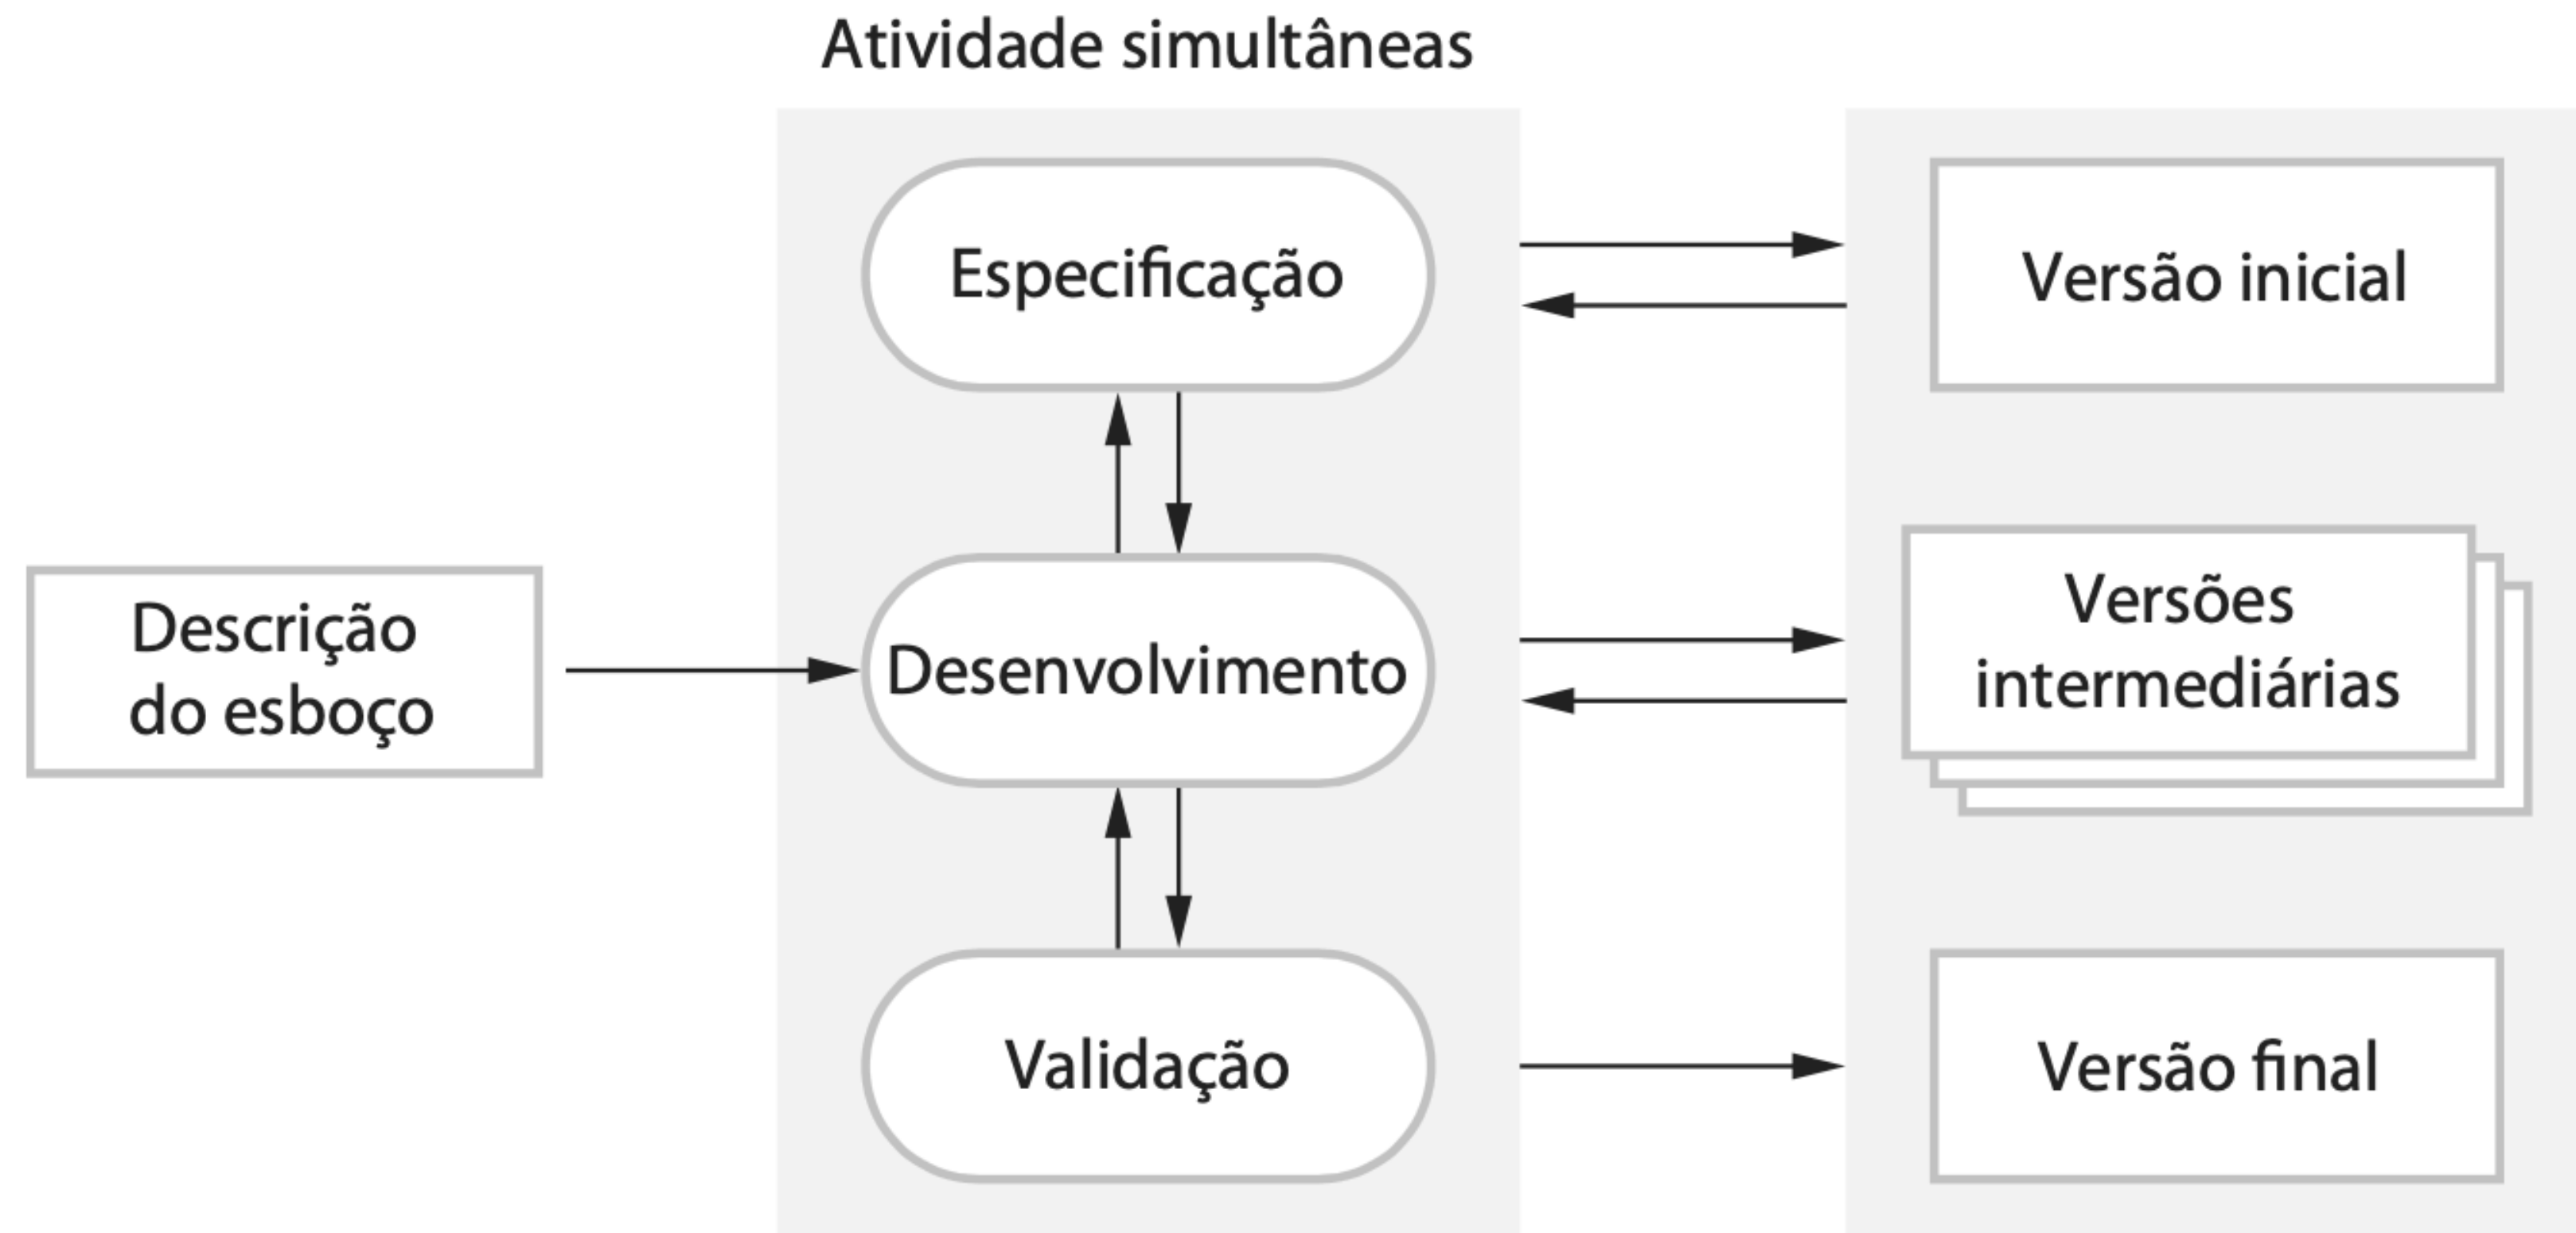 Atividade simultâneas
Especificação
Versão inicial
Descrição
do esboço
Desenvolvimento
Versões
intermediárias
Validação
Versão final